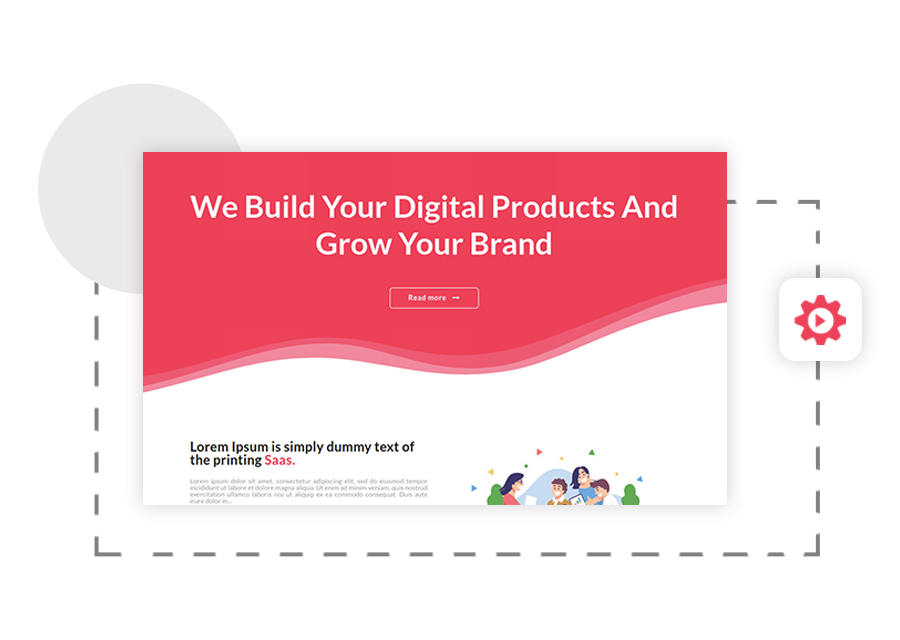 We Build Your Digital Products And
Grow Your Brand
Read more
Lorem Ipsum is simply dummy text of
the printing Saas.
Lorem ipsum dolor sit amet, consectetur adipiscing elit, sed do eiusmod tempor
incididunt ut labore et dolore magna aliqua. Ut enim ad minim veniam, quis nostrud
exercitation ullamco laboris nisi ut aliquip ex ea commodo consequat. Duis aute
irure dolor in...